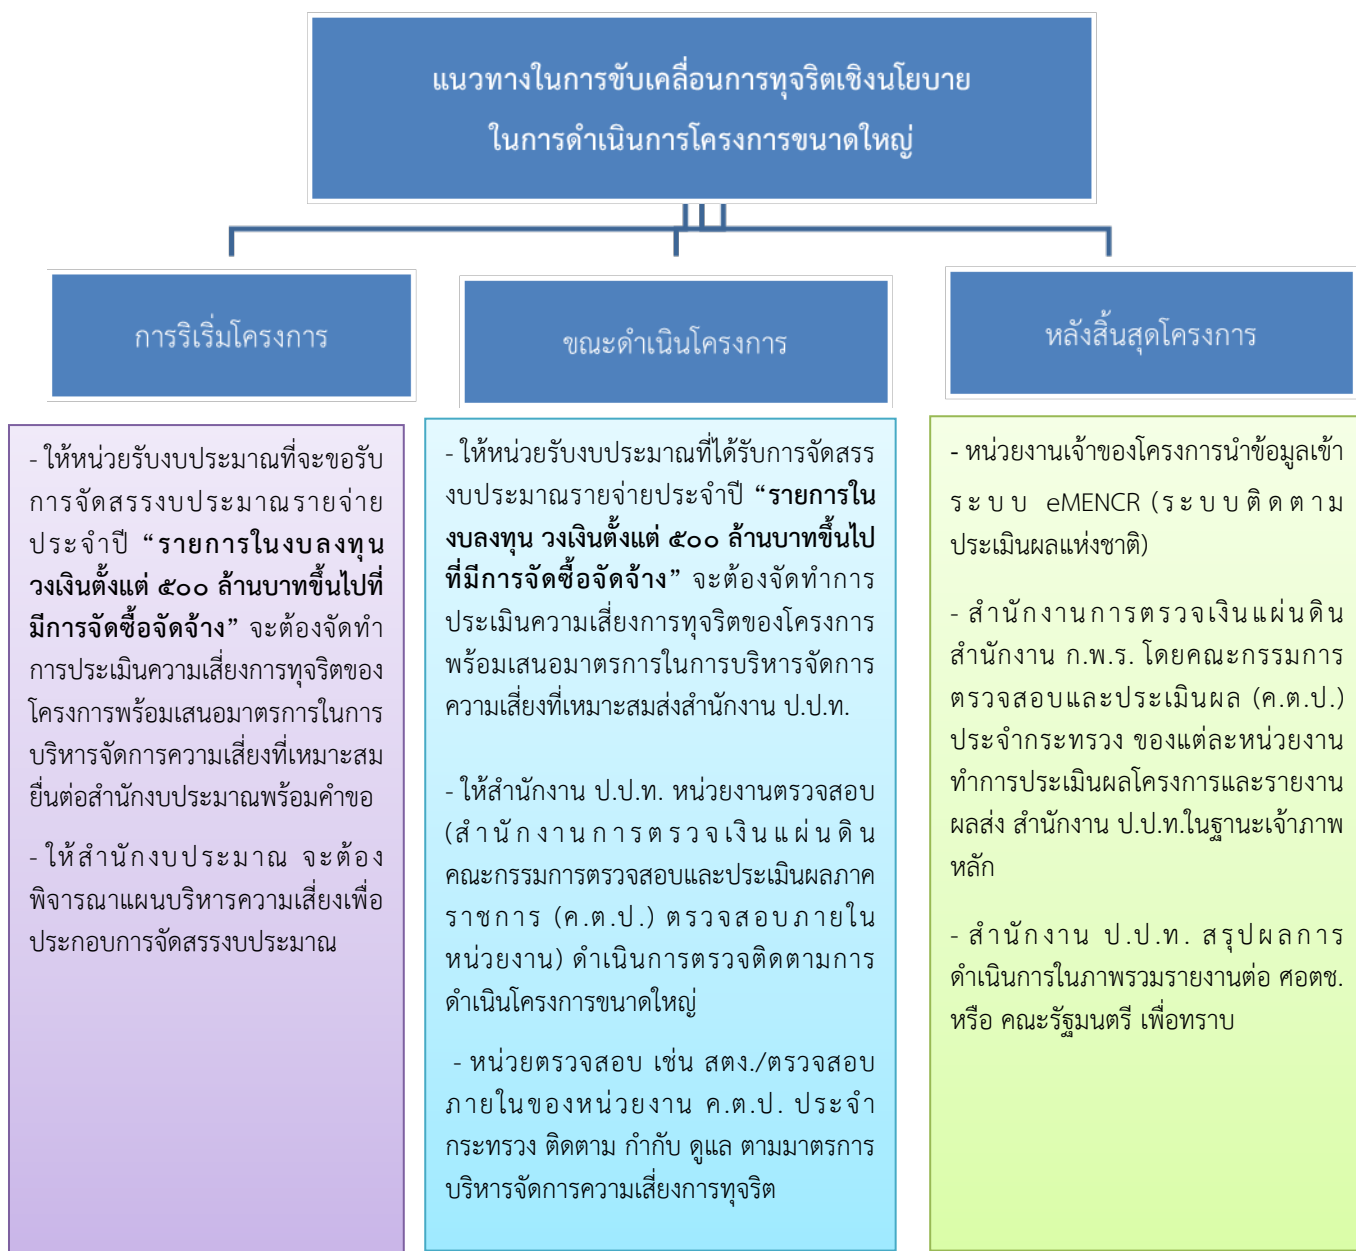 แนวทางในการขับเคลื่อนการทุจริตเชิงนโยบาย
ในการดำเนินการโครงการขนาดใหญ่
การริเริ่มโครงการ
ขณะดำเนินโครงการ
หลังสิ้นสุดโครงการ
- ให้หน่วยรับงบประมาณที่จะขอรับ
การจัดสรรงบประมาณรายจ่าย
ประจำปี “รายการในงบลงทุน
วงเงินตั้งแต่ ๕๐๐ ล้านบาทขึ้นไปที่
มีการจัดซื้อจัดจ้าง” จะต้องจัดทำ
การประเมินความเสี่ยงการทุจริตของ
โครงการพร้อมเสนอมาตรการในการ
บริหารจัดการความเสี่ยงที่เหมาะสม
ยื่นต่อสำนักงบประมาณพร้อมคำขอ
- ให้สำนักงบประมาณ จะต้อง
พิจารณาแผนบริหารความเสี่ยงเพื่อ
ประกอบการจัดสรรงบประมาณ
- ให้หน่วยรับงบประมาณที่ได้รับการจัดสรร
งบประมาณรายจ่ายประจำปี “รายการใน
งบลงทุน วงเงินตั้งแต่ ๕๐๐ ล้านบาทขึ้นไป
ที่มีการจัดซื้อจัดจ้าง” จะต้องจัดทำการ
ประเมินความเสี่ยงการทุจริตของโครงการ
พร้อมเสนอมาตรการในการบริหารจัดการ
ความเสี่ยงที่เหมาะสมส่งสำนักงาน ป.ป.ท.
- ให้สำนักงาน ป.ป.ท. หน่วยงานตรวจสอบ
(สำนักงานการตรวจเงินแผ่นดิน
คณะกรรมการตรวจสอบและประเมินผลภาค
ราชการ (ค.ต.ป.) ตรวจสอบภายใน
หน่วยงาน) ดำเนินการตรวจติดตามการ
ดำเนินโครงการขนาดใหญ่
- หน่วยตรวจสอบ เช่น สตง./ตรวจสอบ
ภายในของหน่วยงาน ค.ต.ป. ประจำ
กระทรวง ติดตาม กำกับ ดูแล ตามมาตรการ
บริหารจัดการความเสี่ยงการทุจริต
- หน่วยงานเจ้าของโครงการนำข้อมูลเข้า
ระบบ eMENCR (ระบบติดตาม
ประเมินผลแห่งชาติ)
- สำนักงานการตรวจเงินแผ่นดิน
สำนักงาน ก.พ.ร. โดยคณะกรรมการ
ตรวจสอบและประเมินผล (ค.ต.ป.)
ประจำกระทรวง ของแต่ละหน่วยงาน
ทำการประเมินผลโครงการและรายงาน
ผลส่ง สำนักงาน ป.ป.ท.ในฐานะเจ้าภาพ
หลัก
- สำนักงาน ป.ป.ท. สรุปผลการ
ดำเนินการในภาพรวมรายงานต่อ ศอตช.
หรือ คณะรัฐมนตรี เพื่อทราบ